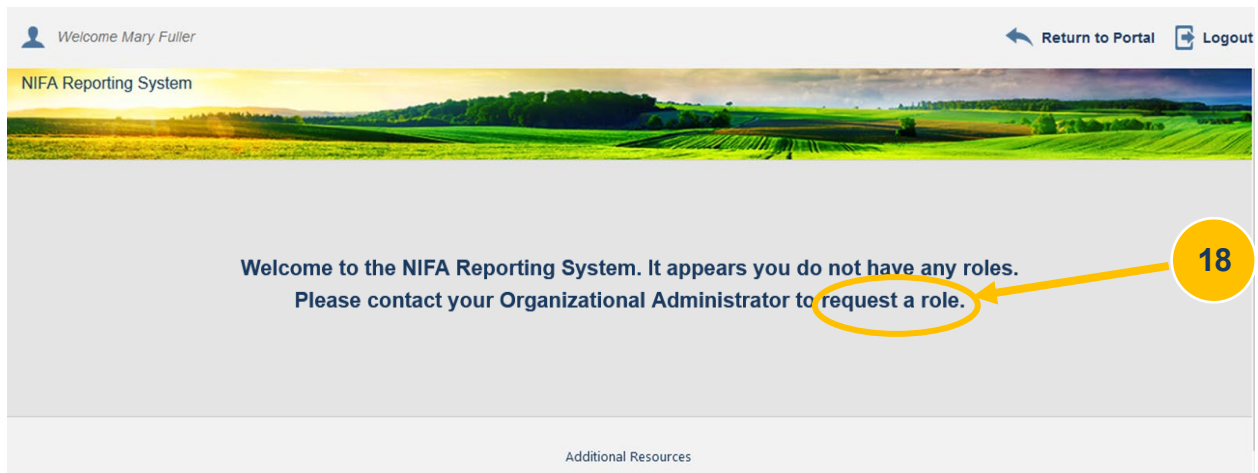 Welcome Mary Fuller
Return to Portal
Logout
NIFA Reporting System
Welcome to the NIFA Reporting System. It appears you do not have any roles.
Please contact your Organizational Administrator to request a role.
18
Additional Resources